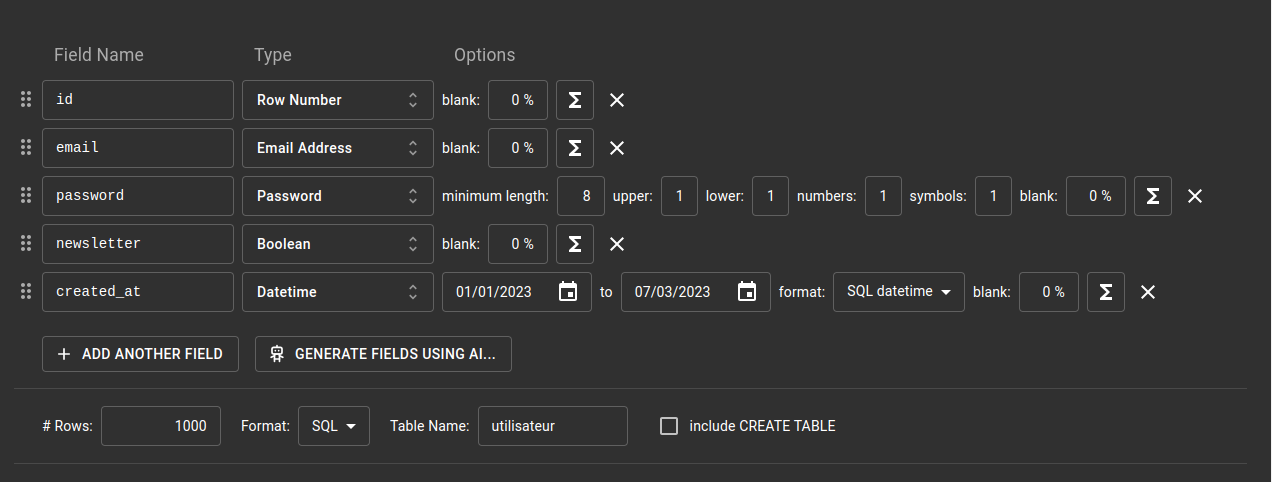 Field Name Type Options
id Row Number blank: 0 %
email Email Address blank: 0 %
password Password minimum length: 8 upper: 1 lower: 1 numbers: 1 symbols: 1 blank: 0 %
newsletter Boolean blank: 0 %
created_at Datetime 01/01/2023 to 07/03/2023 format: SQL datetime blank: 0 %
ADD ANOTHER FIELD GENERATE FIELDS USING AI...
# Rows: 1000 Format: SQL Table Name: utilisateur include CREATE TABLE